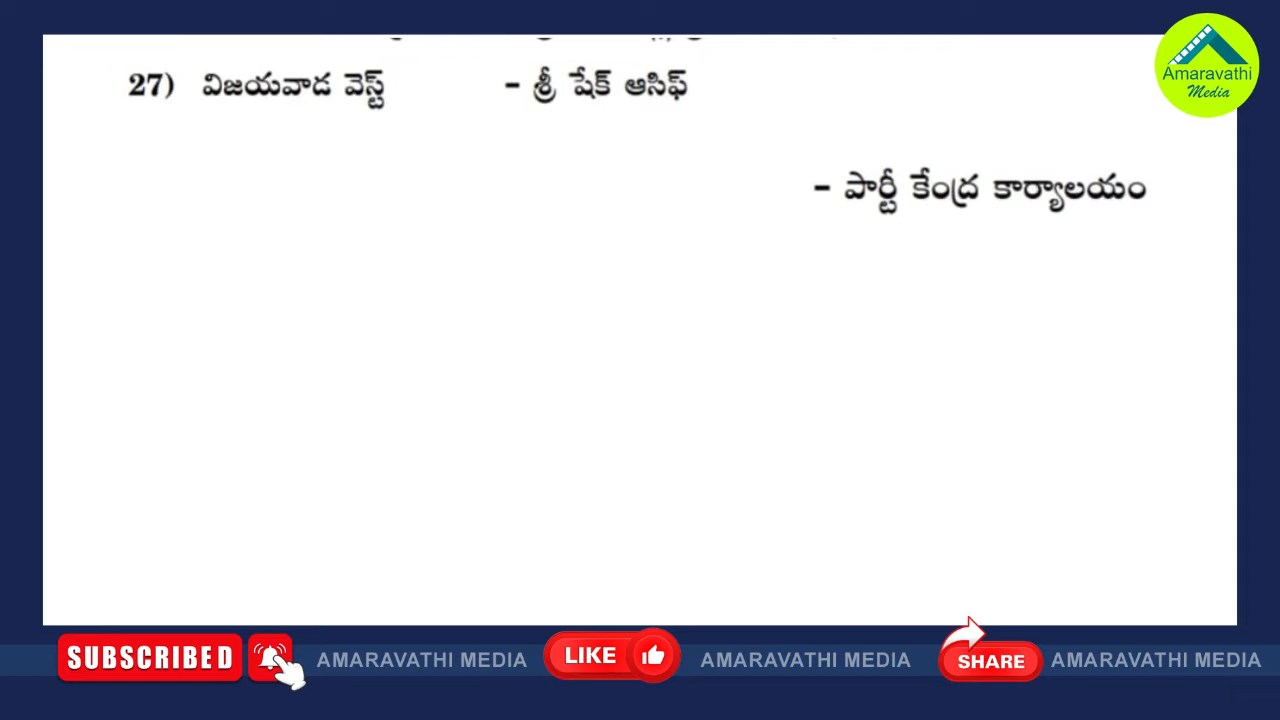 Amaravathi
Media
27) విజయవాడ వెస్ట్ - శ్రీ షేక్ ఆసిఫ్
- పార్టీ కేంద్ర కార్యాలయం
SUBSCRIBED AMARAVATHI MEDIA LIKE AMARAVATHI MEDIA SHARE AMARAVATHI MEDIA